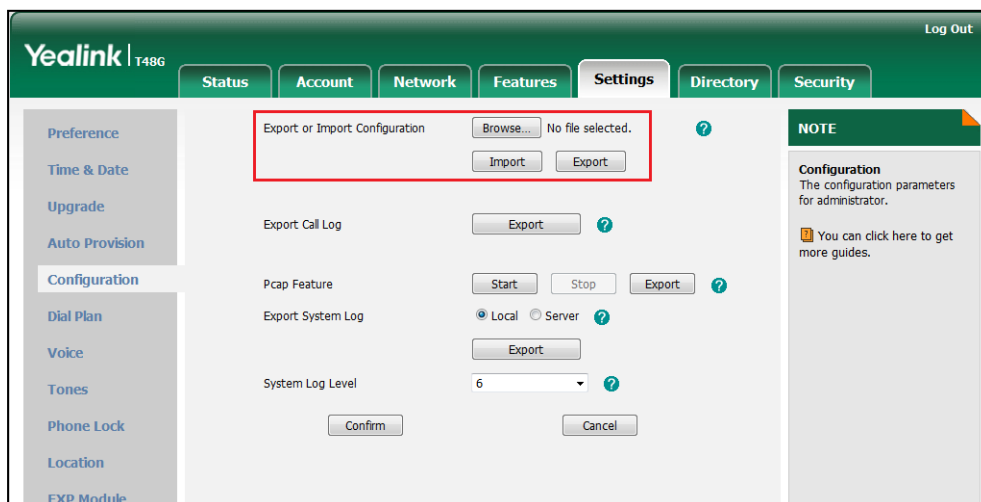 Log Out
Yealink T48G
Status Account Network Features Settings Directory Security
Preference
Time & Date
Upgrade
Auto Provision
Configuration
Dial Plan
Voice
Tones
Phone Lock
Location
EXP Module
Export or Import Configuration Browse... No file selected. ?
Import Export
Export Call Log Export ?
Pcap Feature Start Stop Export ?
Export System Log Local Server ?
Export
System Log Level 6 ?
Confirm Cancel
NOTE
Configuration
The configuration parameters
for administrator.
? You can click here to get
more guides.